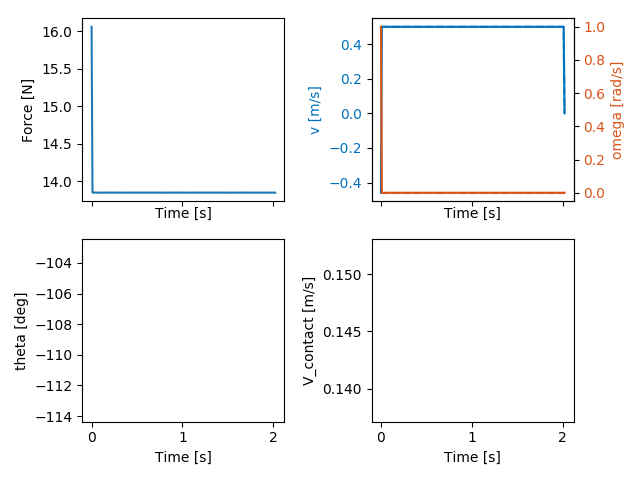 16.0
15.5
15.0
14.5
14.0
Force [N]
Time [s]
0.4
0.2
0.0
−0.2
−0.4
v [m/s]
1.0
0.8
0.6
0.4
0.2
0.0
omega [rad/s]
Time [s]
−104
−106
−108
−110
−112
−114
theta [deg]
0 1 2
Time [s]
0.150
0.145
0.140
V_contact [m/s]
0 1 2
Time [s]